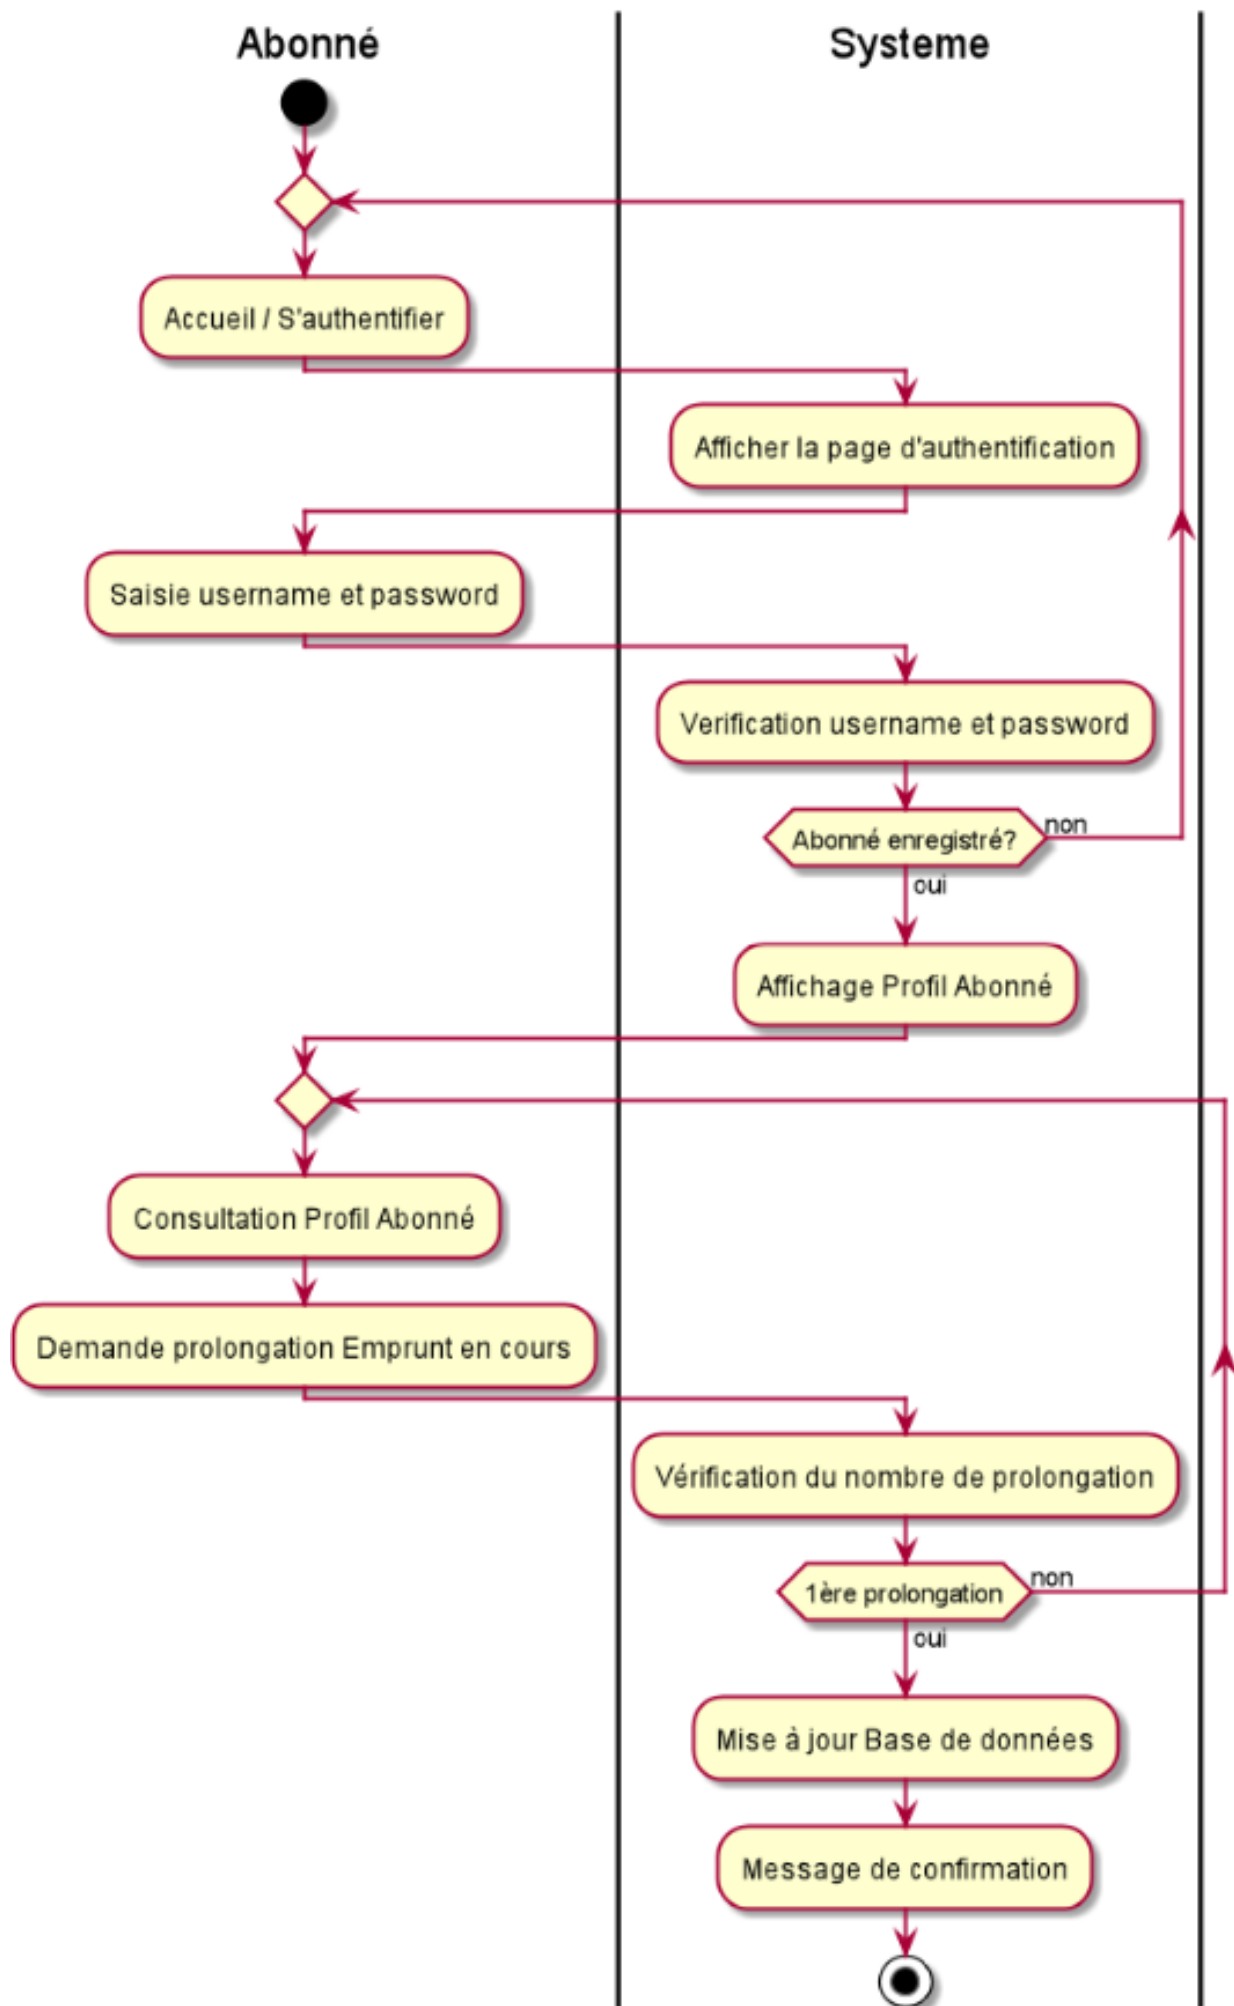 Abonné
Systeme
Accueil / S'authentifier
Afficher la page d'authentification
Saisie username et password
Verification username et password
Abonné enregistré?
non
oui
Affichage Profil Abonné
Consultation Profil Abonné
Demande prolongation Emprunt en cours
Vérification du nombre de prolongation
1ère prolongation
non
oui
Mise à jour Base de données
Message de confirmation